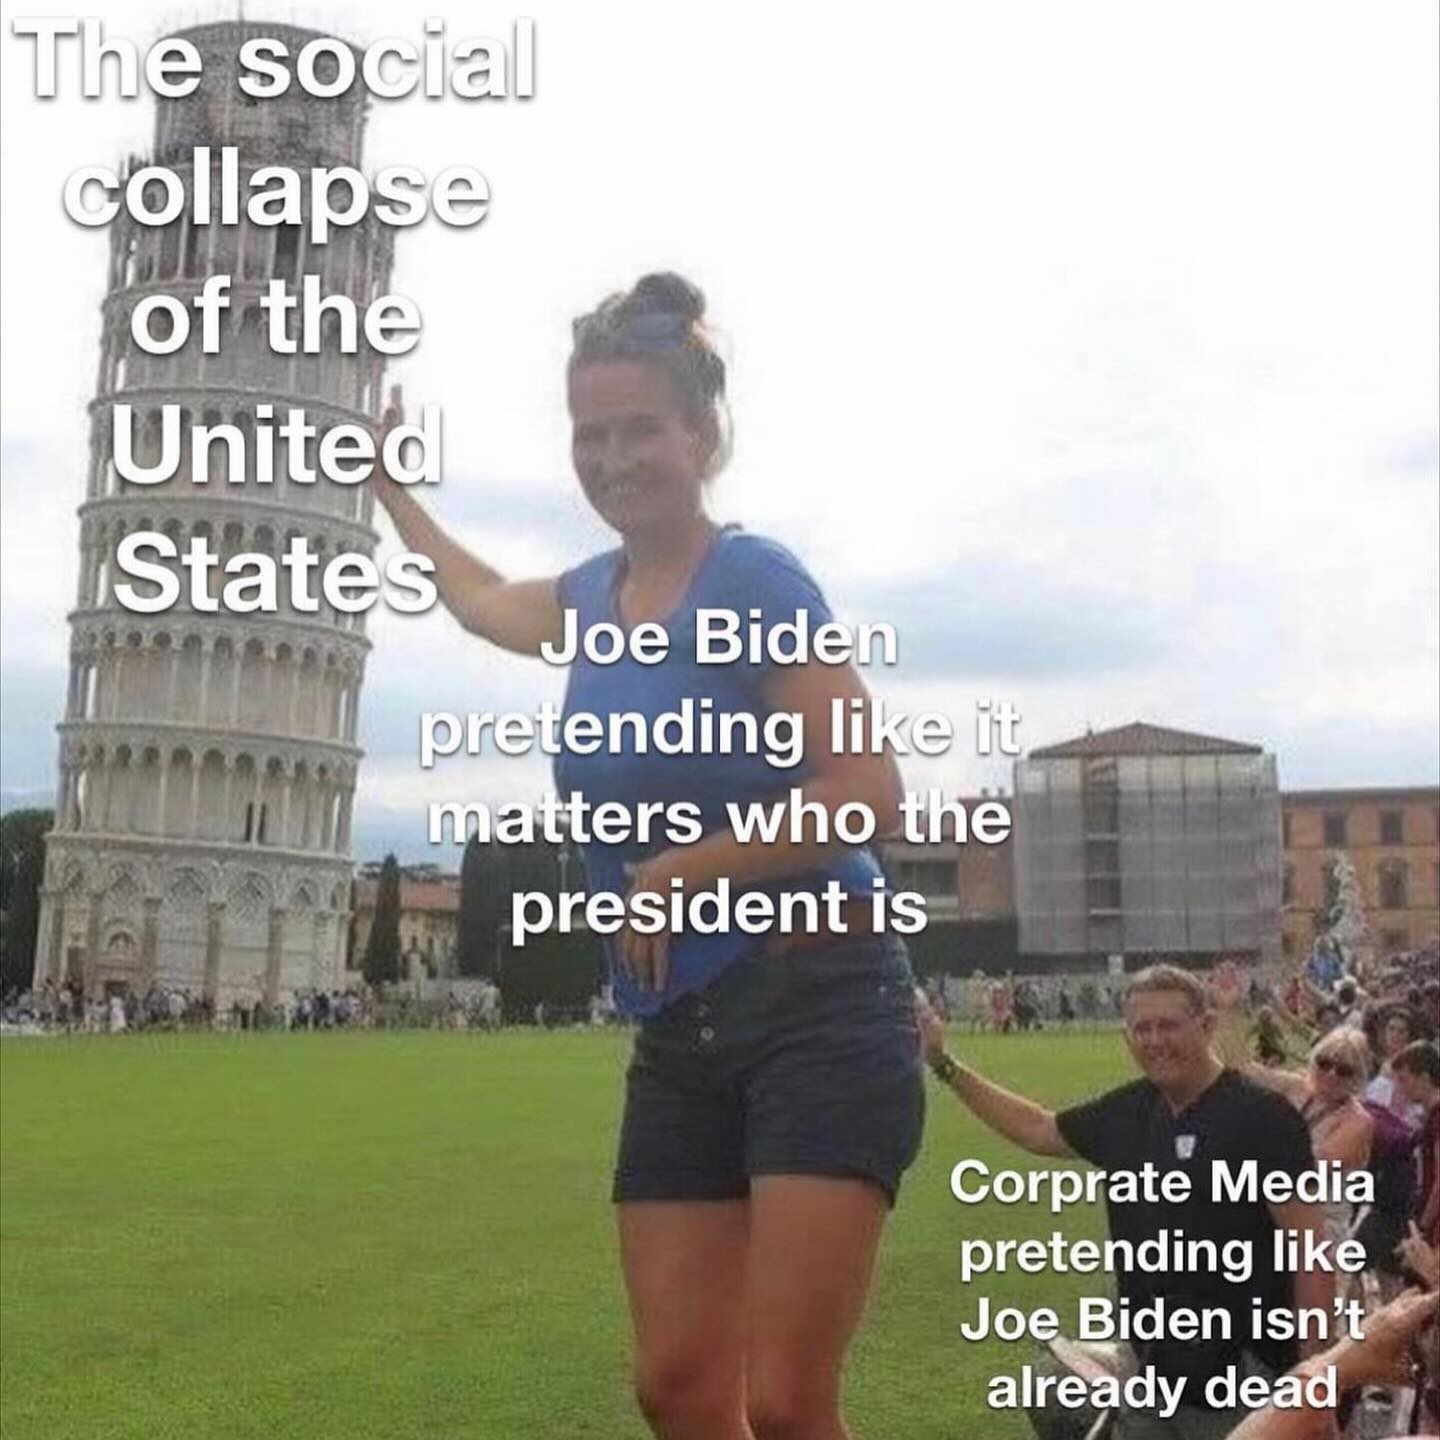 The social
collapse
of the
United
States
Joe Biden
pretending like it
matters who the
president is
Corprate Media
pretending like
Joe Biden isn't
already dead